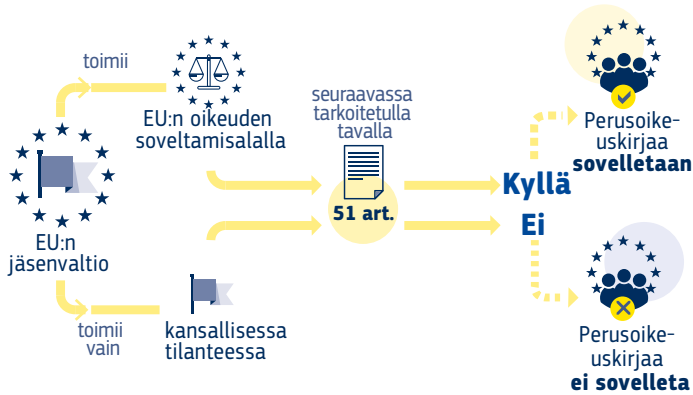 toimii
EU:n oikeuden
soveltamisalalla
EU:n
jäsenvaltio
toimii
vain
kansallisessa
tilanteessa
seuraavassa
tarkoitetulla
tavalla
51 art.
Kyllä
Ei
Perusoike-
uskirjaa
sovelletaan
Perusoike-
uskirjaa
ei sovelleta